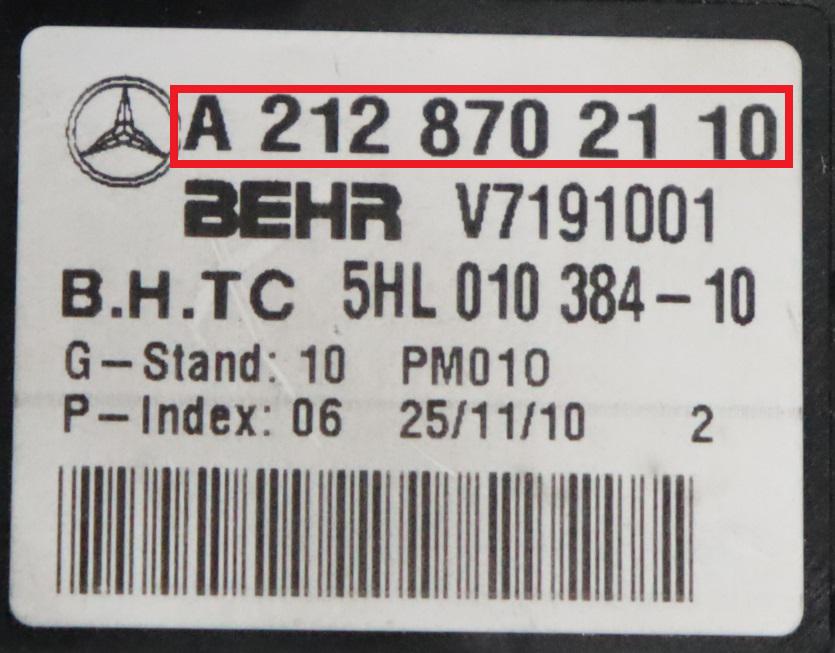 A 212 870 21 10
BEHR V7191001
B.H.TC 5HL 010 384-10
G-Stand: 10 PM010
P-Index: 06 25/11/10 2